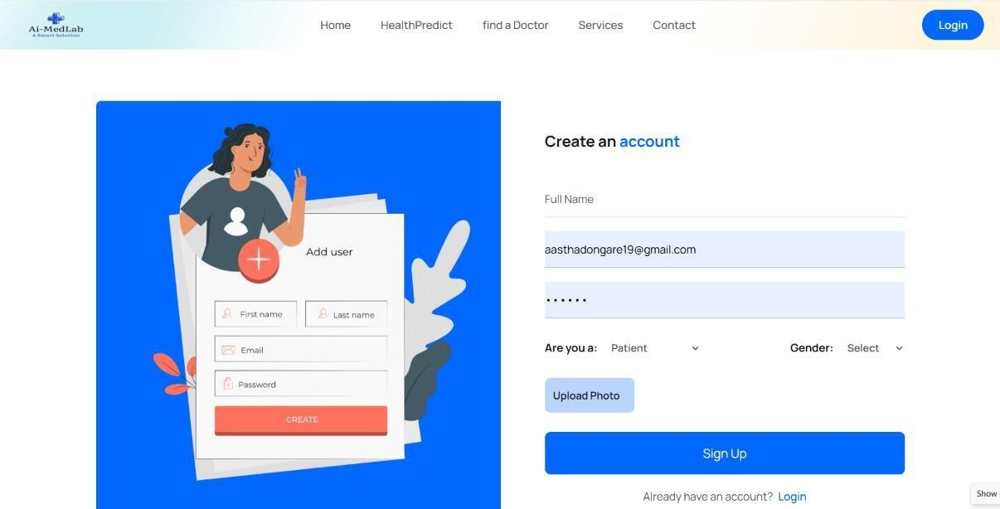 Ai-MedLab
A Smart Solution
Home HealthPredict find a Doctor Services Contact
Login
Add user
First name Last name
Email
Password
CREATE
Create an account
Full Name
aasthadongare19@gmail.com
••••••
Are you a: Patient Gender: Select
Upload Photo
Sign Up
Already have an account? Login
Show